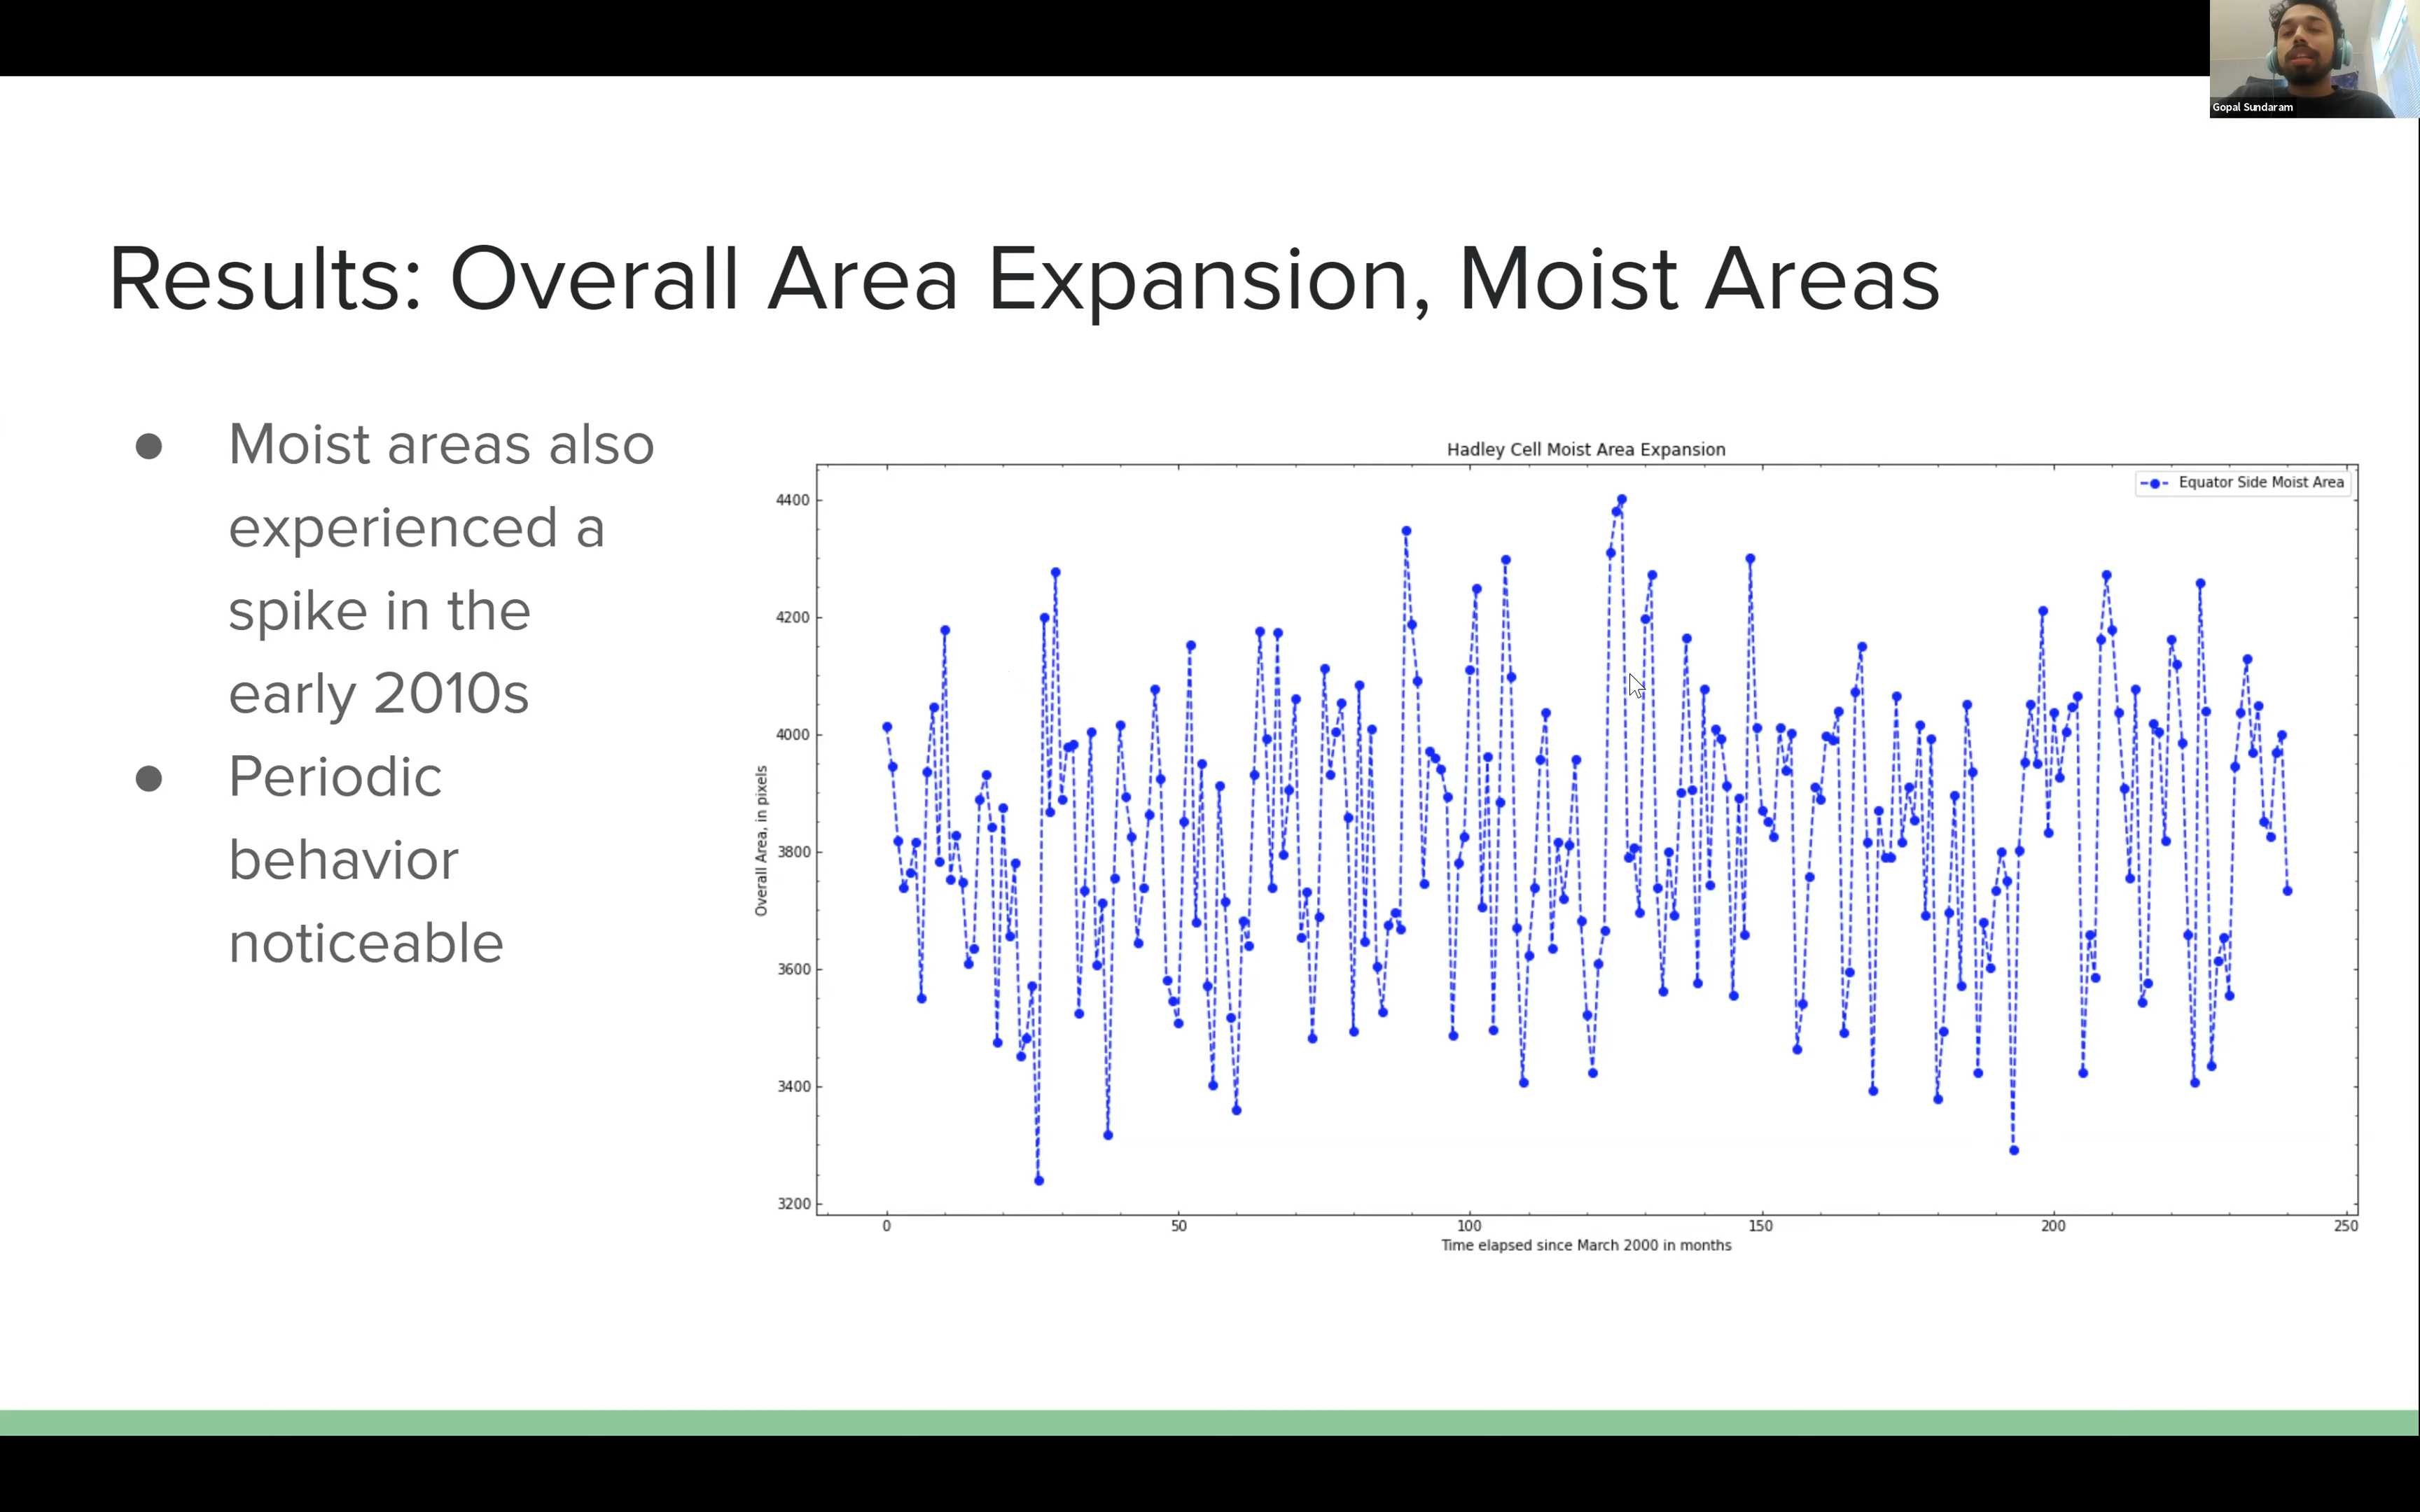 Gopal Sundaram
Results: Overall Area Expansion, Moist Areas
● Moist areas also
experienced a
spike in the
early 2010s
● Periodic
behavior
noticeable
Hadley Cell Moist Area Expansion
Equator Side Moist Area
Overall Area, in pixels
4400
4200
4000
3800
3600
3400
3200
0 50 100 150 200 250
Time elapsed since March 2000 in months